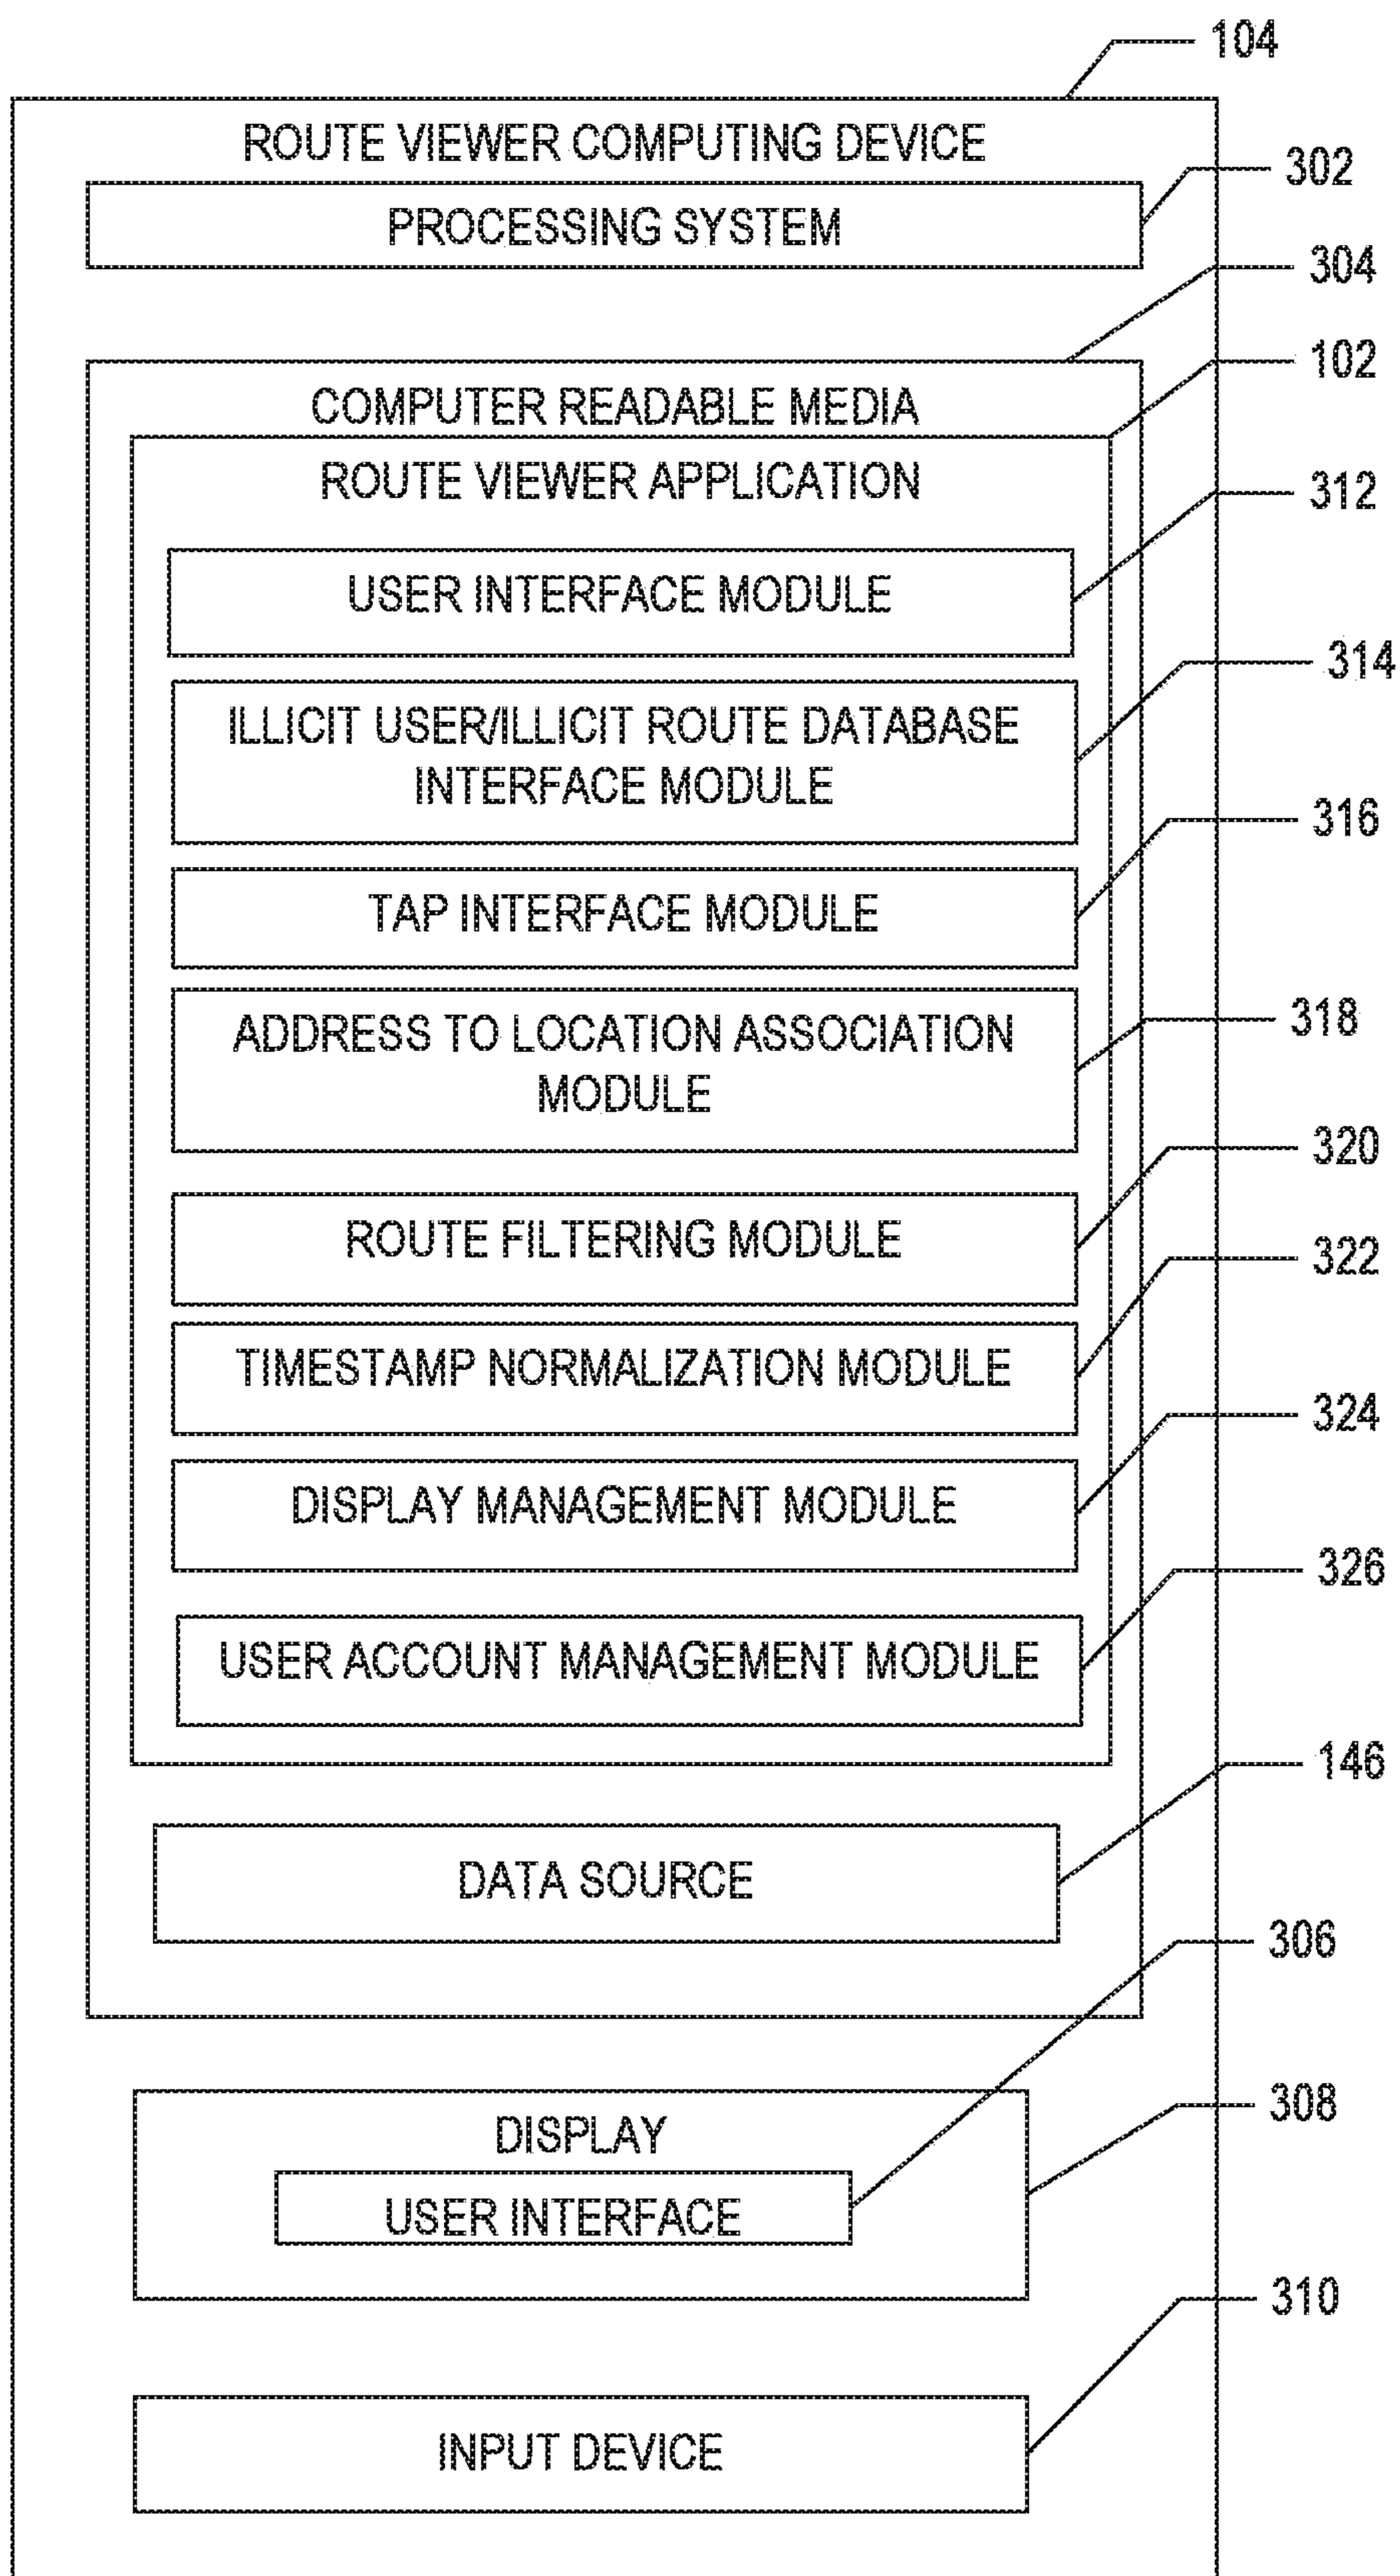 104
ROUTE VIEWER COMPUTING DEVICE
302
PROCESSING SYSTEM
304
COMPUTER READABLE MEDIA
102
ROUTE VIEWER APPLICATION
312
USER INTERFACE MODULE
314
ILLICIT USER/ILLICIT ROUTE DATABASE
INTERFACE MODULE
316
TAP INTERFACE MODULE
318
ADDRESS TO LOCATION ASSOCIATION
MODULE
320
ROUTE FILTERING MODULE
322
TIMESTAMP NORMALIZATION MODULE
324
DISPLAY MANAGEMENT MODULE
326
USER ACCOUNT MANAGEMENT MODULE
146
DATA SOURCE
306
308
DISPLAY
USER INTERFACE
310
INPUT DEVICE